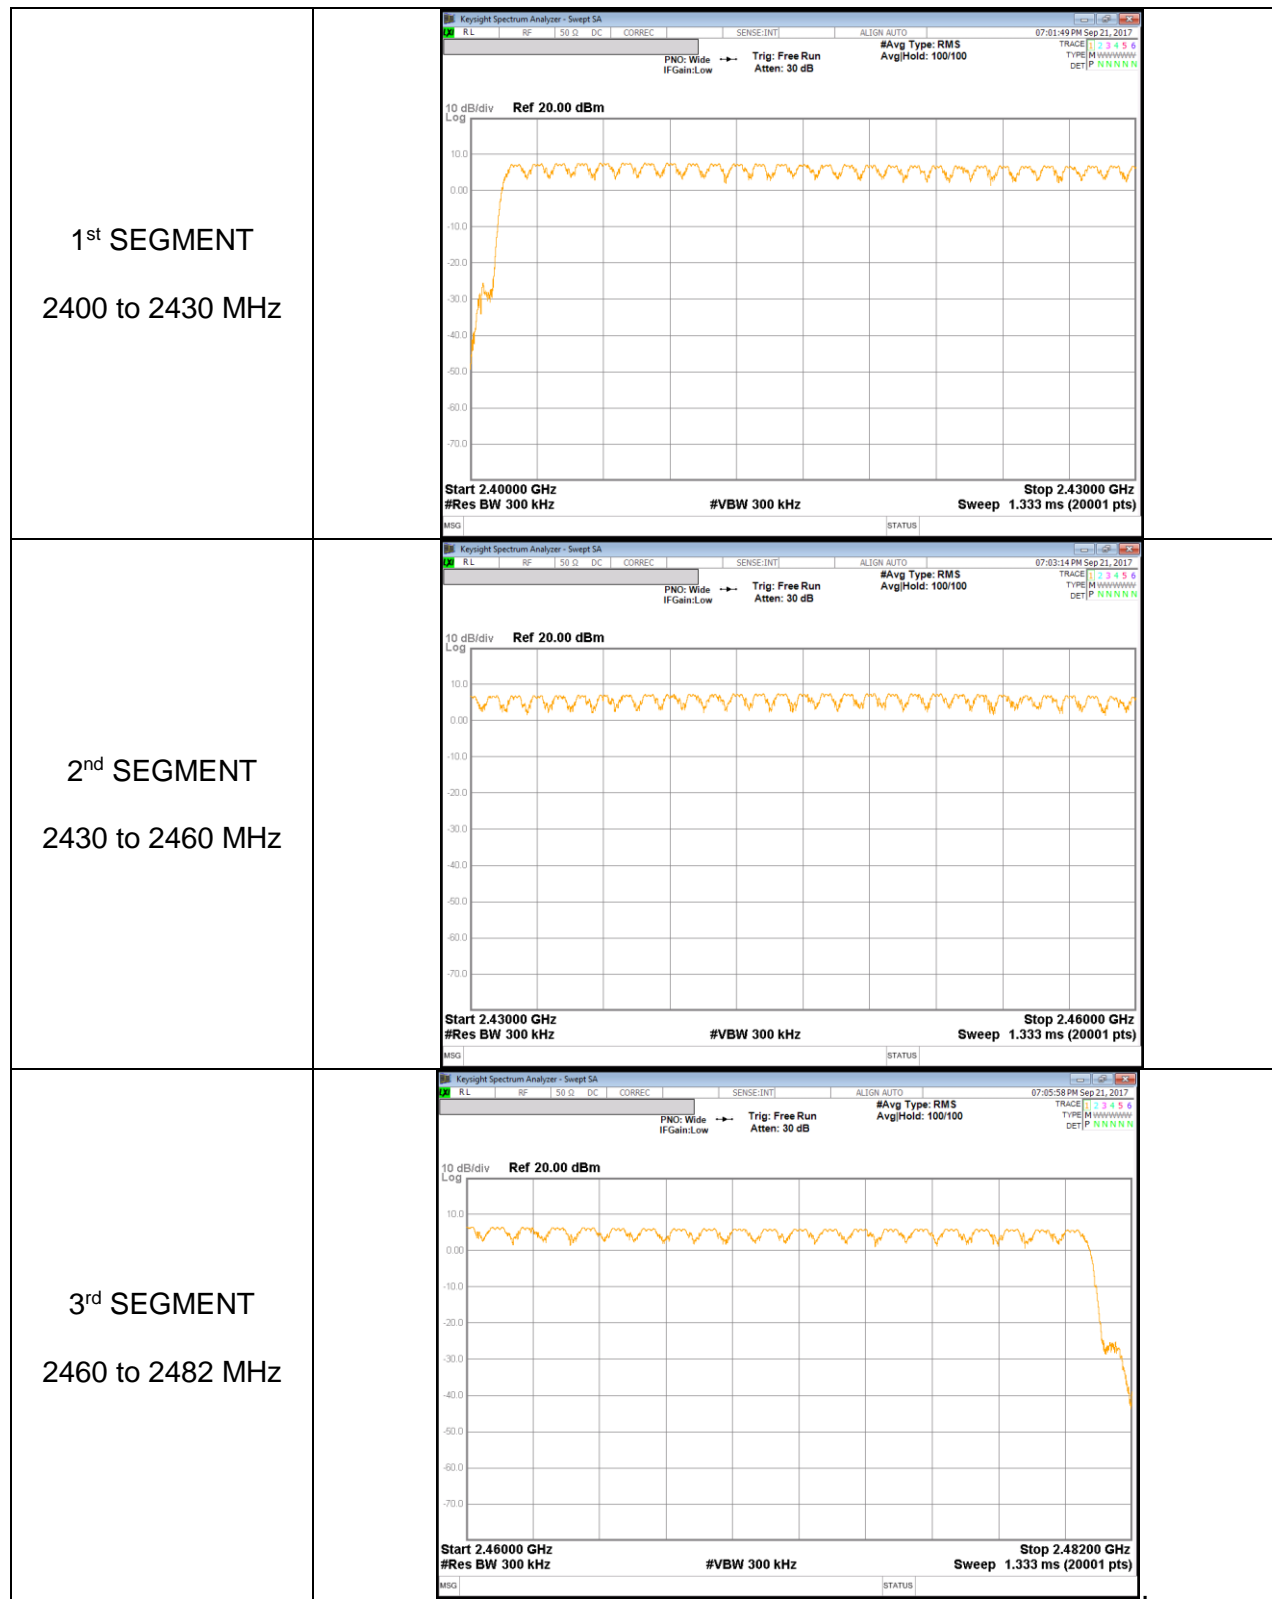 1st SEGMENT
2400 to 2430 MHz
Keysight Spectrum Analyzer - Swept SA
LXI RL RF 50 Ω DC CORREC SENSE:INT ALIGN AUTO 07:01:49 PM Sep 21, 2017
PNO: Wide
IFGain:Low
Trig: Free Run
Atten: 30 dB
#Avg Type: RMS
Avg|Hold: 100/100
TRACE 1 2 3 4 5 6
TYPE M WWWWW
DET P N N N N N
10 dB/div Ref 20.00 dBm
Log
10.0
0.00
-10.0
-20.0
-30.0
-40.0
-50.0
-60.0
-70.0
Start 2.40000 GHz Stop 2.43000 GHz
#Res BW 300 kHz #VBW 300 kHz Sweep 1.333 ms (20001 pts)
MSG STATUS
2nd SEGMENT
2430 to 2460 MHz
Keysight Spectrum Analyzer - Swept SA
LXI RL RF 50 Ω DC CORREC SENSE:INT ALIGN AUTO 07:03:14 PM Sep 21, 2017
PNO: Wide
IFGain:Low
Trig: Free Run
Atten: 30 dB
#Avg Type: RMS
Avg|Hold: 100/100
TRACE 1 2 3 4 5 6
TYPE M WWWWW
DET P N N N N N
10 dB/div Ref 20.00 dBm
Log
10.0
0.00
-10.0
-20.0
-30.0
-40.0
-50.0
-60.0
-70.0
Start 2.43000 GHz Stop 2.46000 GHz
#Res BW 300 kHz #VBW 300 kHz Sweep 1.333 ms (20001 pts)
MSG STATUS
3rd SEGMENT
2460 to 2482 MHz
Keysight Spectrum Analyzer - Swept SA
LXI RL RF 50 Ω DC CORREC SENSE:INT ALIGN AUTO 07:05:58 PM Sep 21, 2017
PNO: Wide
IFGain:Low
Trig: Free Run
Atten: 30 dB
#Avg Type: RMS
Avg|Hold: 100/100
TRACE 1 2 3 4 5 6
TYPE M WWWWW
DET P N N N N N
10 dB/div Ref 20.00 dBm
Log
10.0
0.00
-10.0
-20.0
-30.0
-40.0
-50.0
-60.0
-70.0
Start 2.46000 GHz Stop 2.48200 GHz
#Res BW 300 kHz #VBW 300 kHz Sweep 1.333 ms (20001 pts)
MSG STATUS
.